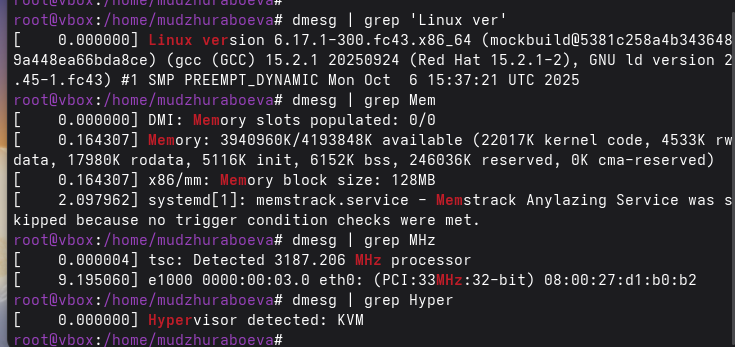 root@vbox:/home/mudzhuraboeva#
root@vbox:/home/mudzhuraboeva# dmesg | grep 'Linux ver'
[    0.000000] Linux version 6.17.1-300.fc43.x86_64 (mockbuild@5381c258a4b343648
9a448ea66bda8ce) (gcc (GCC) 15.2.1 20250924 (Red Hat 15.2.1-2), GNU ld version 2
.45-1.fc43) #1 SMP PREEMPT_DYNAMIC Mon Oct  6 15:37:21 UTC 2025
root@vbox:/home/mudzhuraboeva# dmesg | grep Mem
[    0.000000] DMI: Memory slots populated: 0/0
[    0.164307] Memory: 3940960K/4193848K available (22017K kernel code, 4533K rw
data, 17980K rodata, 5116K init, 6152K bss, 246036K reserved, 0K cma-reserved)
[    0.164307] x86/mm: Memory block size: 128MB
[    2.097962] systemd[1]: memstrack.service - Memstrack Anylazing Service was s
kipped because no trigger condition checks were met.
root@vbox:/home/mudzhuraboeva# dmesg | grep MHz
[    0.000004] tsc: Detected 3187.206 MHz processor
[    9.195060] e1000 0000:00:03.0 eth0: (PCI:33MHz:32-bit) 08:00:27:d1:b0:b2
root@vbox:/home/mudzhuraboeva# dmesg | grep Hyper
[    0.000000] Hypervisor detected: KVM
root@vbox:/home/mudzhuraboeva#